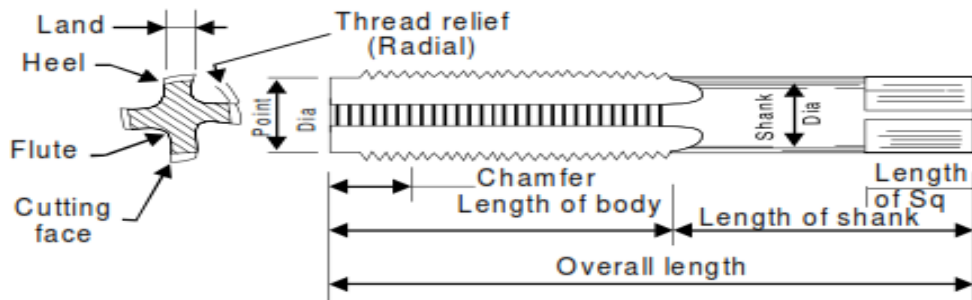 Land
Heel
Flute
Cutting
face
Thread relief
(Radial)
Point
Dia
Shank
Dia
Chamfer
Length of body
Length of shank
Length
of Sq
Overall length